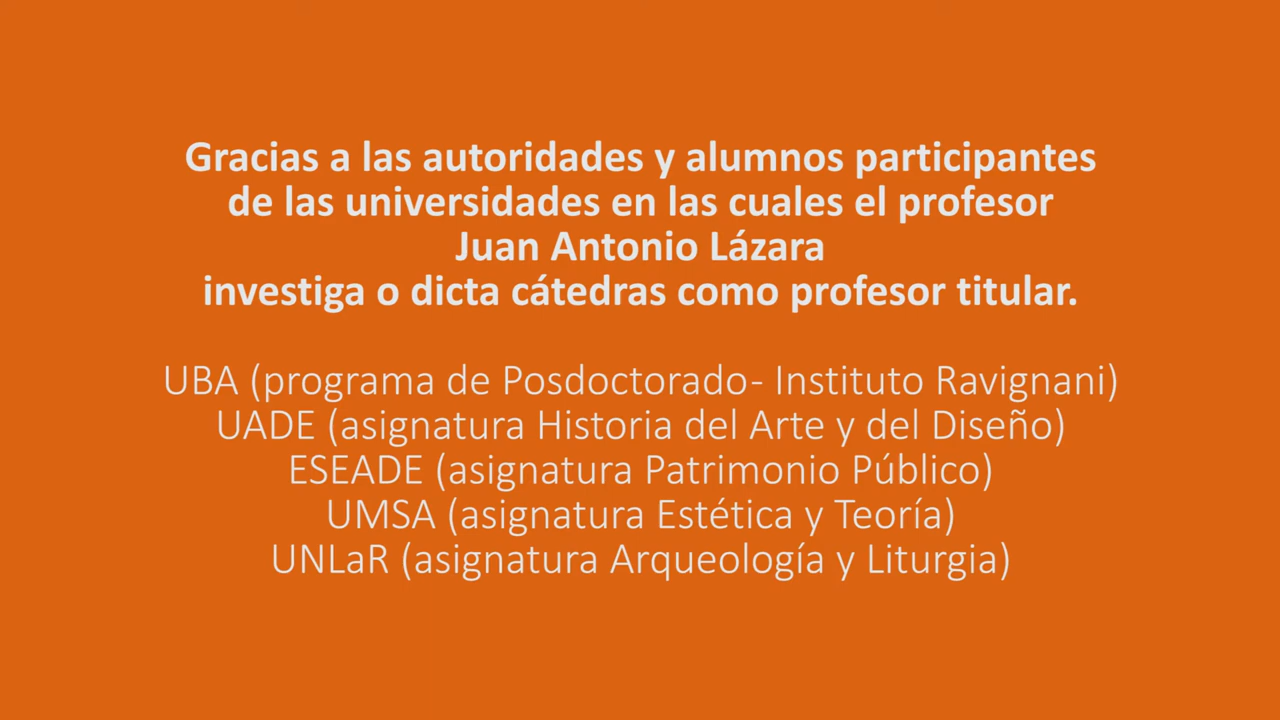 Gracias a las autoridades y alumnos participantes
de las universidades en las cuales el profesor
Juan Antonio Lázara
investiga o dicta cátedras como profesor titular.
UBA (programa de Posdoctorado- Instituto Ravignani)
UADE (asignatura Historia del Arte y del Diseño)
ESEADE (asignatura Patrimonio Público)
UMSA (asignatura Estética y Teoría)
UNLaR (asignatura Arqueología y Liturgia)